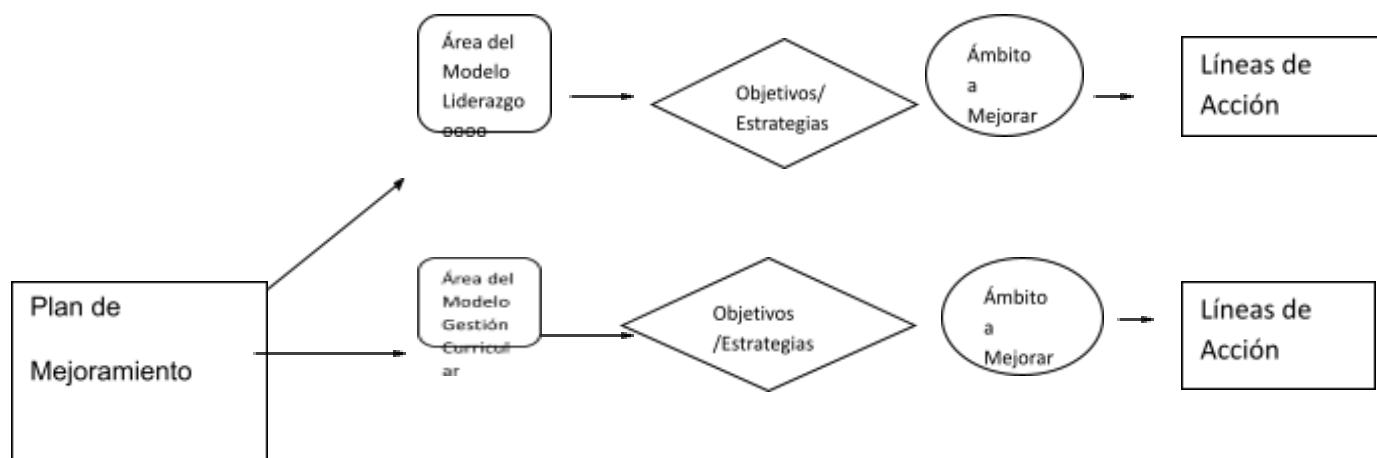 Área del
Modelo
Liderazgo
oooo
Objetivos/
Estrategias
Ámbito
a
Mejorar
Líneas de
Acción
Plan de
Mejoramiento
Área del
Modelo
Gestión
Curricul
ar
Objetivos
/Estrategias
Ámbito
a
Mejorar
Líneas de
Acción